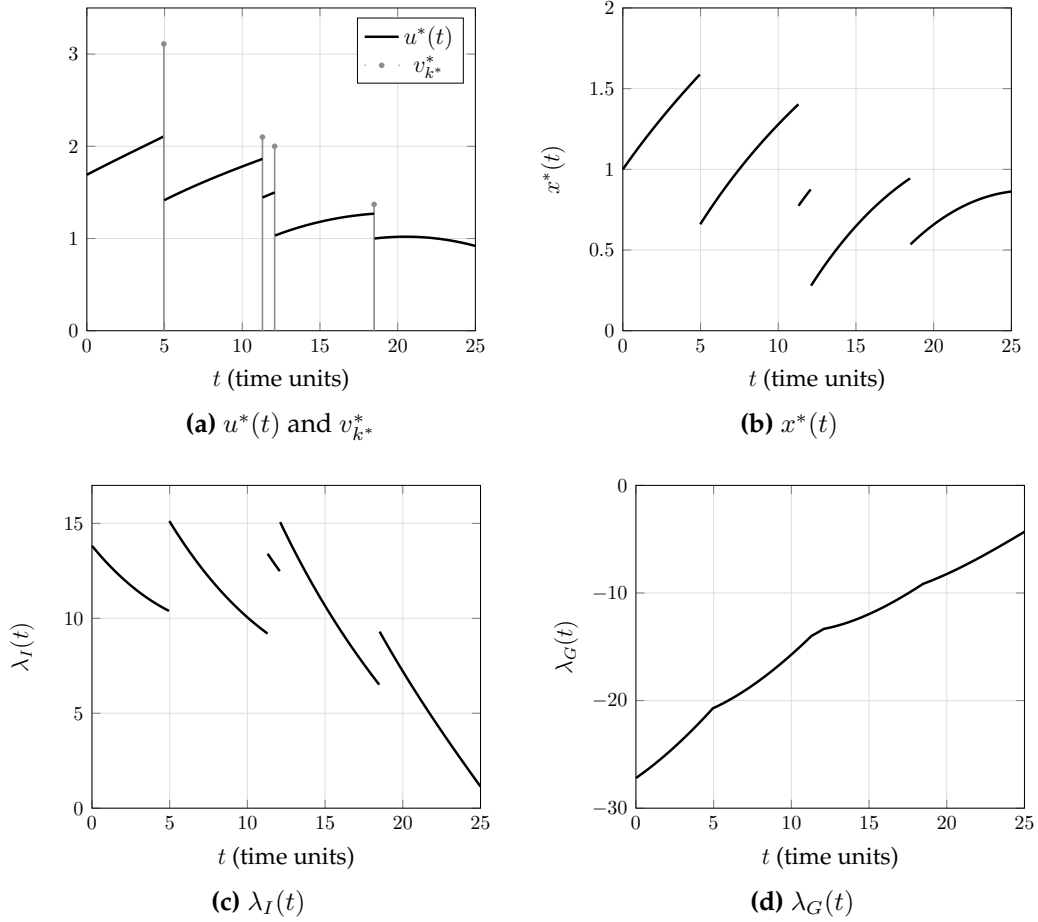 3
2
1
0
0 5 10 15 20 25
u*(t)
v*k*
t (time units)
(a) u*(t) and v*k*
2
1.5
1
0.5
0
x*(t)
0 5 10 15 20 25
t (time units)
(b) x*(t)
15
10
5
0
λI(t)
0 5 10 15 20 25
t (time units)
(c) λI(t)
0
−10
−20
−30
λG(t)
0 5 10 15 20 25
t (time units)
(d) λG(t)